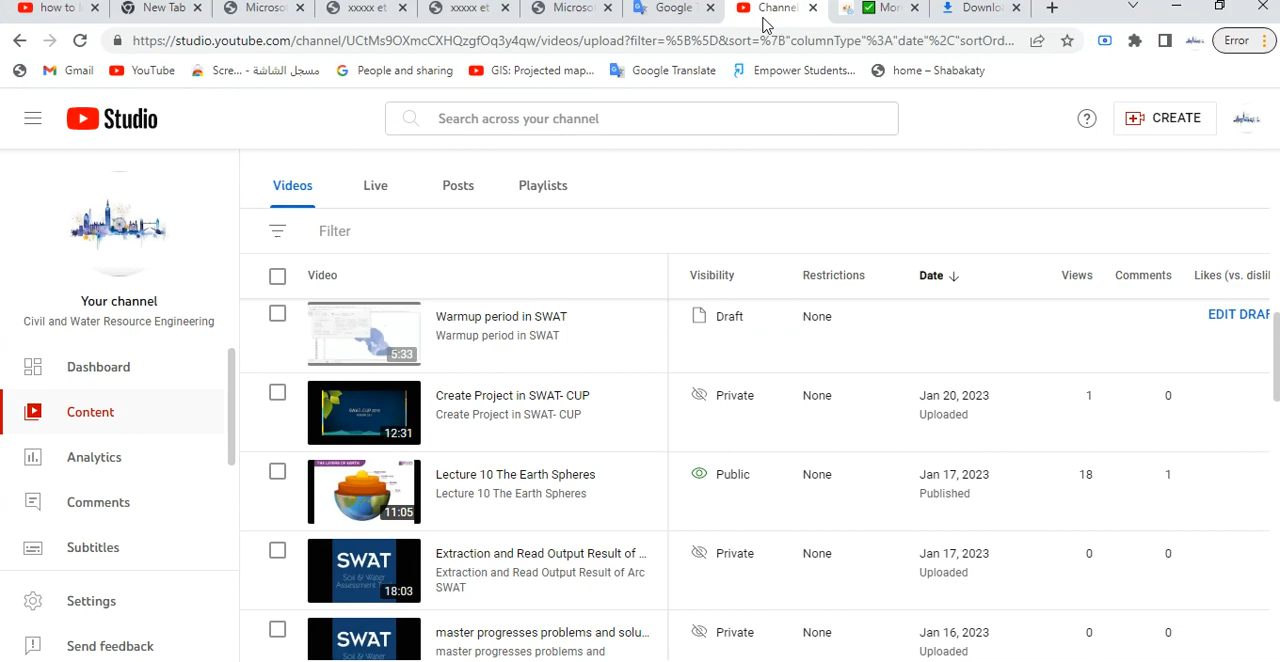 how to
New Tab
Microso
xxxxx et
xxxxx et
Microso
Google
Channe
Mor
Downlo
https://studio.youtube.com/channel/UCtMs9OXmcCXHQzgfOq3y4qw/videos/upload?filter=%5B%5D&sort=%7B"columnType"%3A"date"%2C"sortOrd...
Error
Gmail
YouTube
Scre... - مسجل الشاشة
People and sharing
GIS: Projected map...
Google Translate
Empower Students...
home – Shabakaty
Studio
Search across your channel
CREATE
Videos
Live
Posts
Playlists
Filter
Your channel
Civil and Water Resource Engineering
Dashboard
Content
Analytics
Comments
Subtitles
Settings
Send feedback
Video Visibility Restrictions Date Views Comments Likes (vs. disli
Warmup period in SWAT Draft None EDIT DRAF
Warmup period in SWAT
5:33
Create Project in SWAT- CUP Private None Jan 20, 2023 1 0
Create Project in SWAT- CUP Uploaded
12:31
Lecture 10 The Earth Spheres Public None Jan 17, 2023 18 1
Lecture 10 The Earth Spheres Published
11:05
Extraction and Read Output Result of ... Private None Jan 17, 2023 0 0
Extraction and Read Output Result of Arc Uploaded
SWAT
SWAT
Soil & Water
18:03
master progresses problems and solu... Private None Jan 16, 2023 0 0
master progresses problems and Uploaded
SWAT